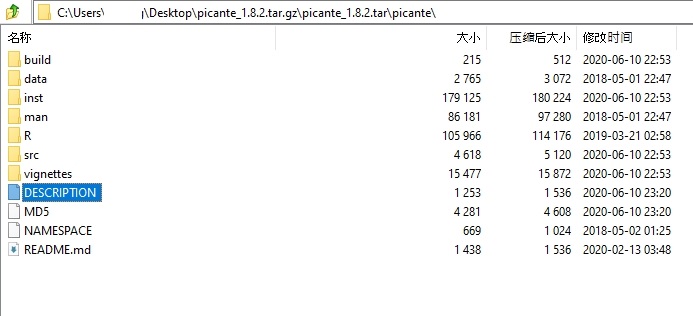 C:\Users\ \Desktop\picante_1.8.2.tar.gz\picante_1.8.2.tar\picante\
名称 大小 压缩后大小 修改时间
build 215 512 2020-06-10 22:53
data 2 765 3 072 2018-05-01 22:47
inst 179 125 180 224 2020-06-10 22:53
man 86 181 97 280 2018-05-01 22:47
R 105 966 114 176 2019-03-21 02:58
src 4 618 5 120 2020-06-10 22:53
vignettes 15 477 15 872 2020-06-10 22:53
DESCRIPTION 1 253 1 536 2020-06-10 23:20
MD5 4 281 4 608 2020-06-10 23:20
NAMESPACE 669 1 024 2018-05-02 01:25
README.md 1 438 1 536 2020-02-13 03:48